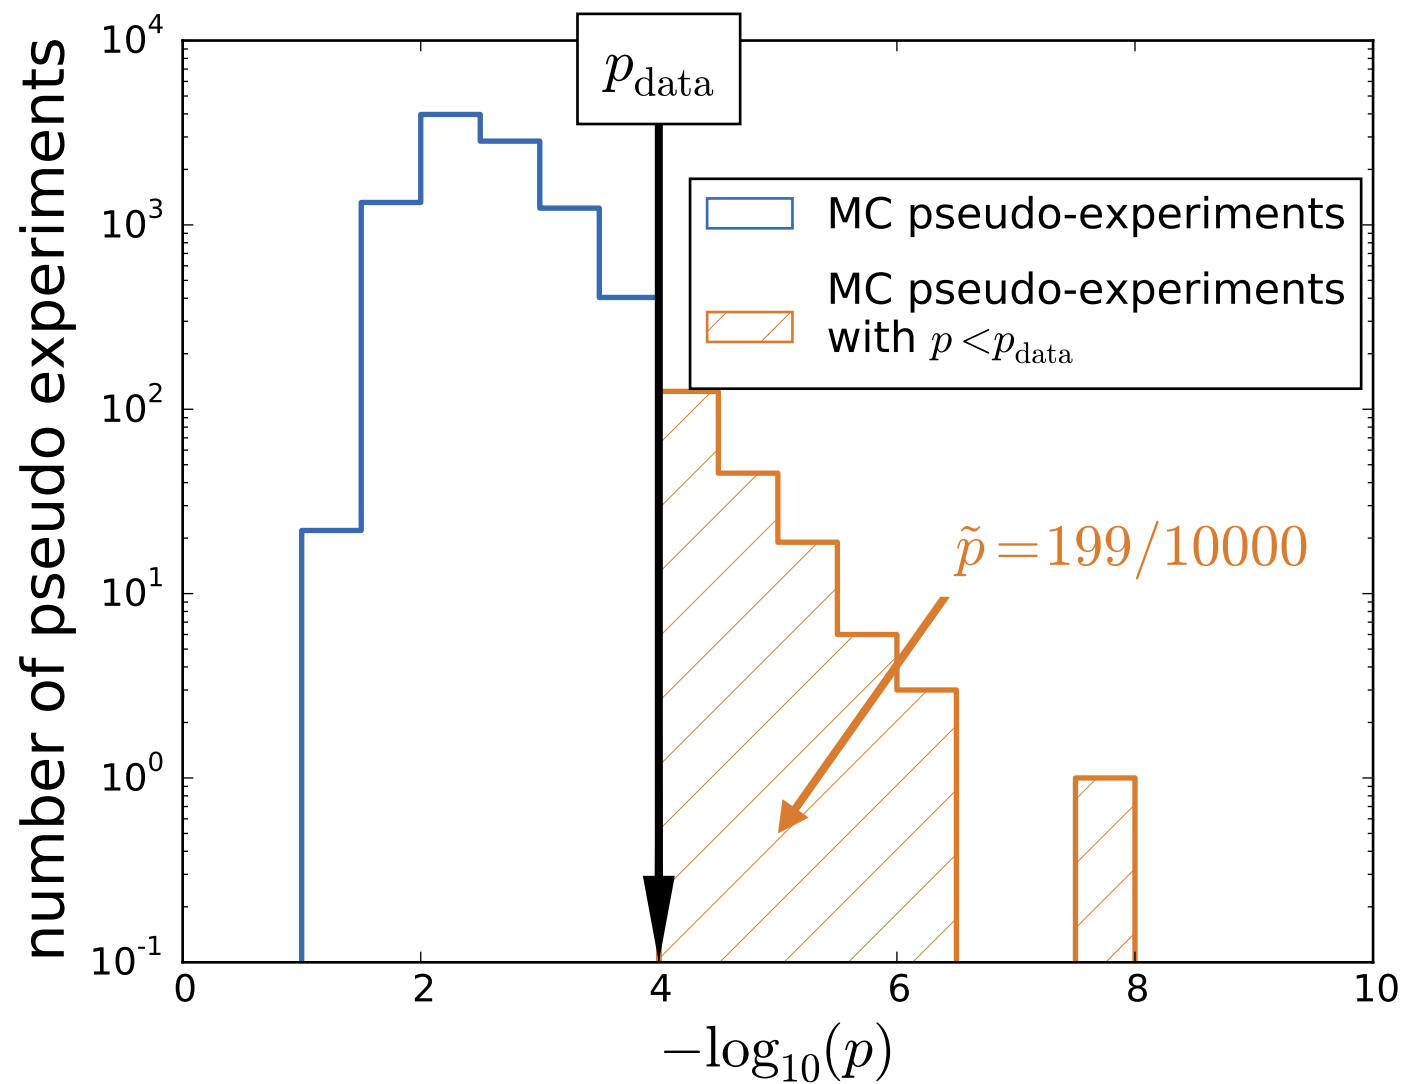 p_data
MC pseudo-experiments
MC pseudo-experiments
with p < p_data
p̃ = 199/10000
number of pseudo experiments
10^4
10^3
10^2
10^1
10^0
10^-1
0 2 4 6 8 10
−log_10(p)